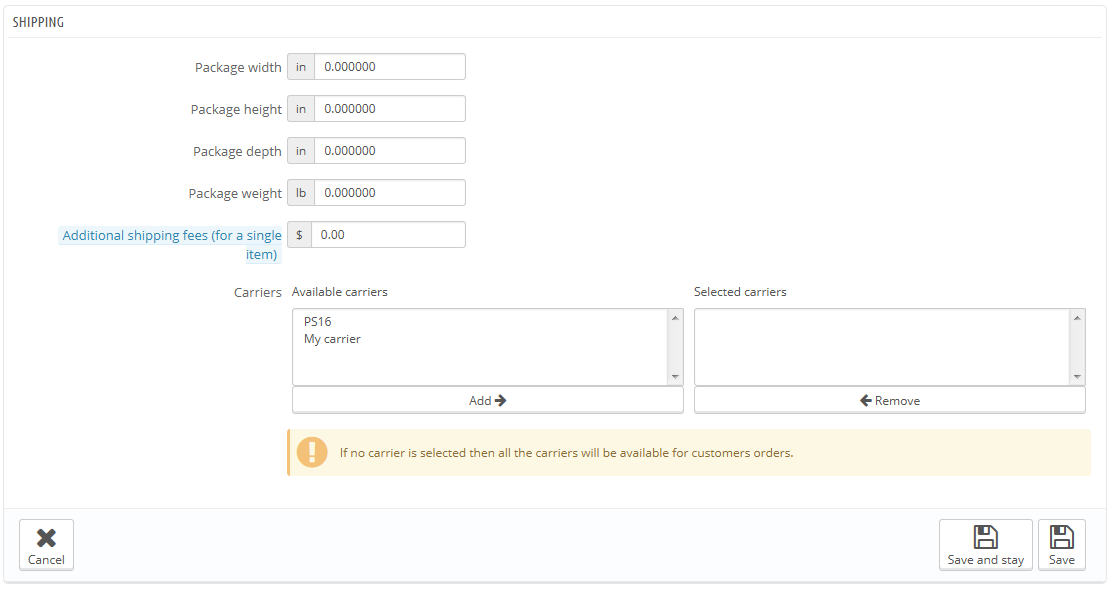 SHIPPING
Package width in 0.000000
Package height in 0.000000
Package depth in 0.000000
Package weight lb 0.000000
Additional shipping fees (for a single
item) $ 0.00
Carriers Available carriers Selected carriers
PS16
My carrier
Add Remove
If no carrier is selected then all the carriers will be available for customers orders.
Cancel Save and stay Save